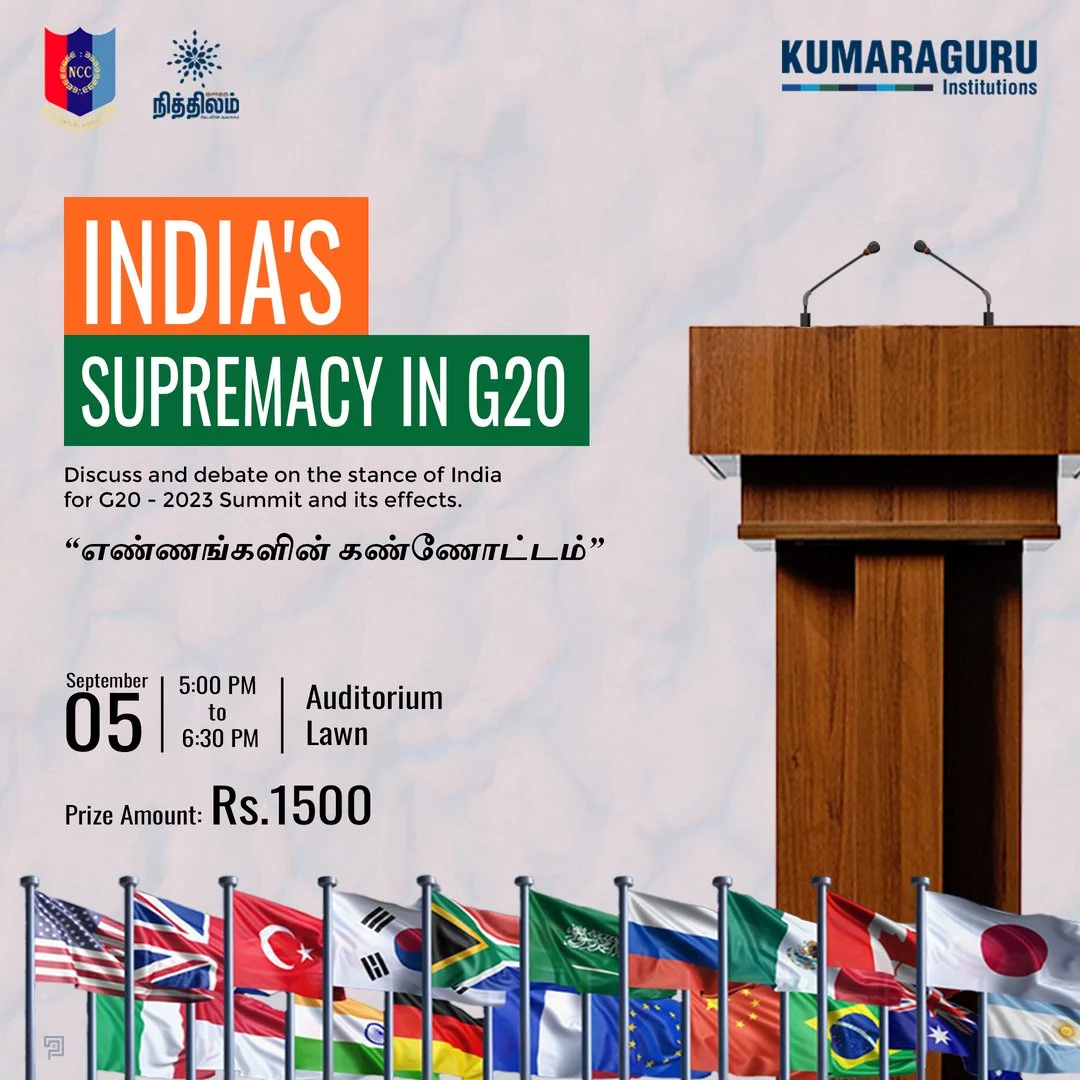 NCC
நித்திலம்
KUMARAGURU
Institutions
INDIA'S
SUPREMACY IN G20
Discuss and debate on the stance of India
for G20 - 2023 Summit and its effects.
“எண்ணங்களின் கண்ணோட்டம்”
September
05
5:00 PM
to
6:30 PM
Auditorium
Lawn
Prize Amount: Rs.1500